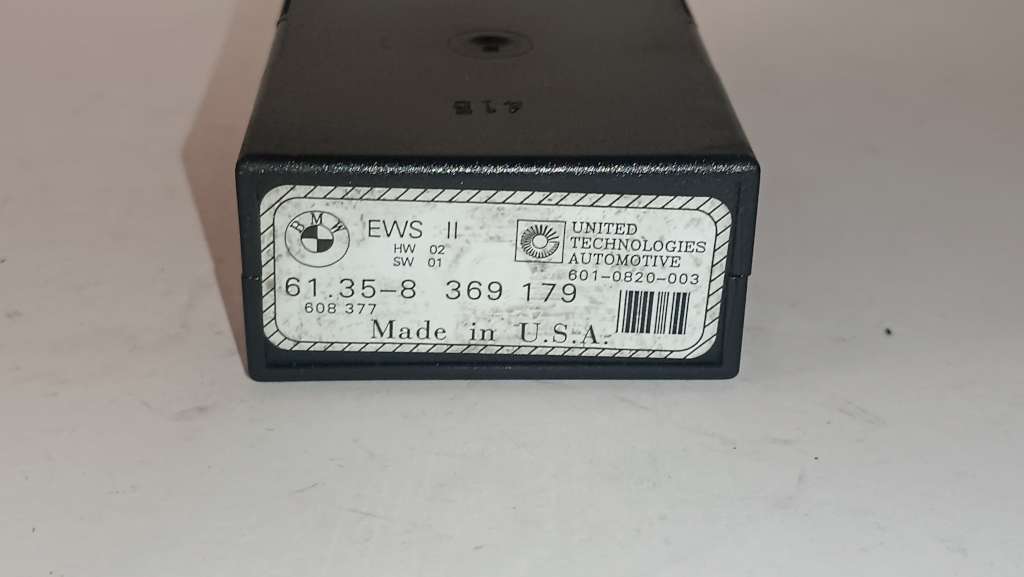 41E
BMW
EWS II
HW 02
SW 01
UNITED
TECHNOLOGIES
AUTOMOTIVE
601-0820-003
61.35-8 369 179
608 377
Made in U.S.A.